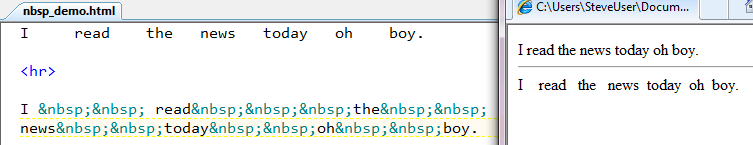 nbsp_demo.html
I     read    the   news   today   oh    boy.
<hr>
I &nbsp;&nbsp; read&nbsp;&nbsp;&nbsp;the&nbsp;&nbsp;
news&nbsp;&nbsp;today&nbsp;&nbsp;oh&nbsp;&nbsp;boy.
C:\Users\SteveUser\Docum...
I read the news today oh boy.
I   read   the   news  today  oh  boy.